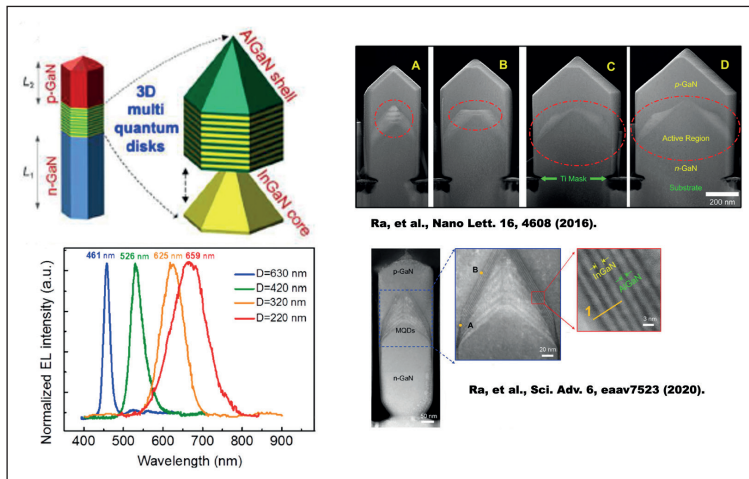 L2
p-GaN
L1
n-GaN
3D
multi
quantum
disks
AlGaN shell
InGaN core
A
B
C
D
p-GaN
Active Region
n-GaN
Ti Mask
Substrate
200 nm
Ra, et al., Nano Lett. 16, 4608 (2016).
461 nm 526 nm 625 nm 659 nm
D=630 nm
D=420 nm
D=320 nm
D=220 nm
Normalized EL intensity (a.u.)
400 500 600 700 800 900
Wavelength (nm)
p-GaN
MQDs
n-GaN
50 nm
B
A
20 nm
InGaN
AlGaN
1
3 nm
Ra, et al., Sci. Adv. 6, eaav7523 (2020).